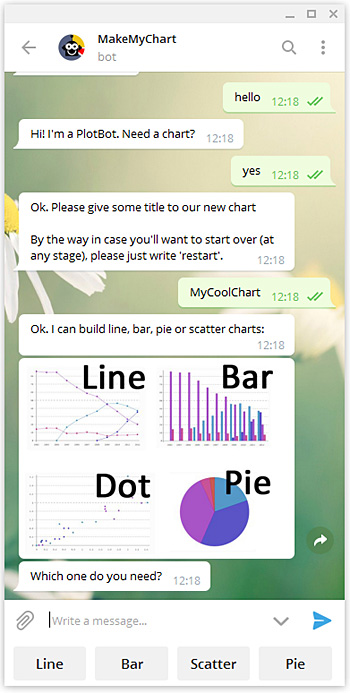 MakeMyChart
bot
hello 12:18
Hi! I'm a PlotBot. Need a chart? 12:18
yes 12:18
Ok. Please give some title to our new chart
By the way in case you'll want to start over (at
any stage), please just write 'restart'. 12:18
MyCoolChart 12:18
Ok. I can build line, bar, pie or scatter charts:
12:18
Line Bar
Dot Pie
Which one do you need? 12:18
Write a message...
Line Bar Scatter Pie